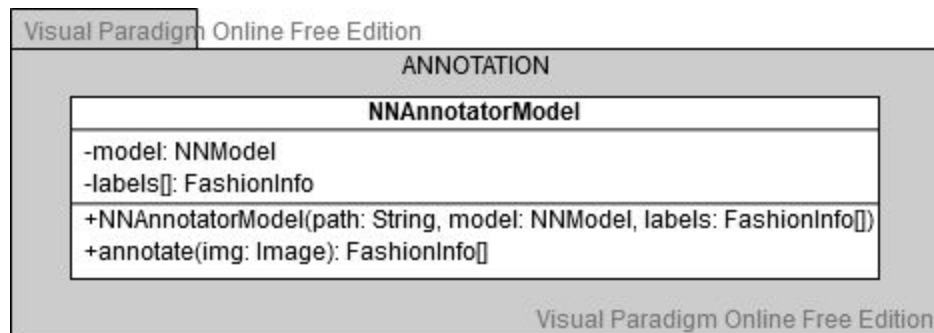 Visual Paradigm Online Free Edition
ANNOTATION
NNAnnotatorModel
-model: NNModel
-labels[]: FashionInfo
+NNAnnotatorModel(path: String, model: NNModel, labels: FashionInfo[])
+annotate(img: Image): FashionInfo[]
Visual Paradigm Online Free Edition